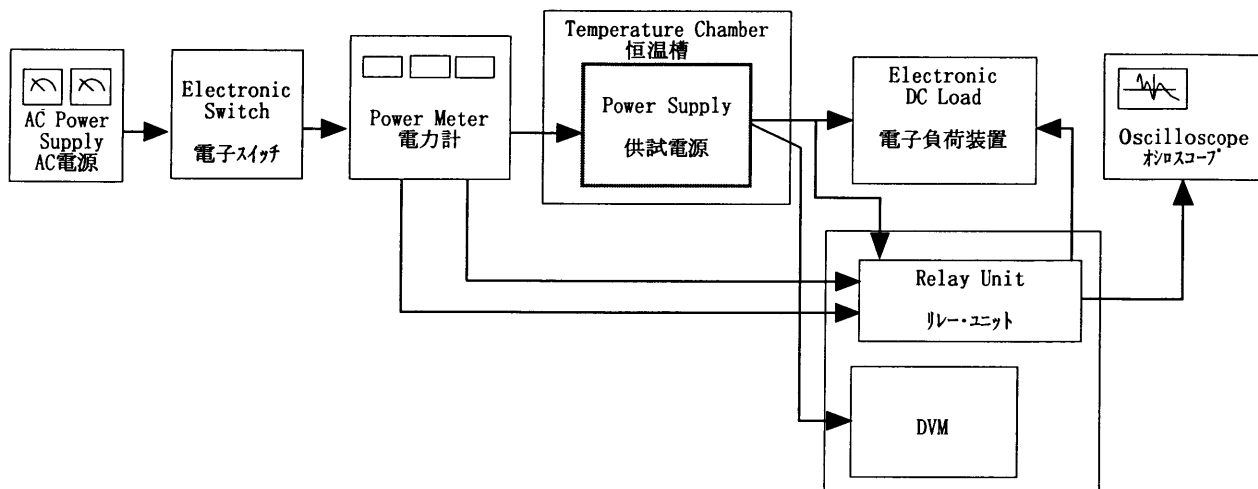 AC Power
Supply
AC電源
Electronic
Switch
電子スイッチ
Power Meter
電力計
Temperature Chamber
恒温槽
Power Supply
供試電源
Electronic
DC Load
電子負荷装置
Oscilloscope
オシロスコープ
Relay Unit
リレー・ユニット
DVM